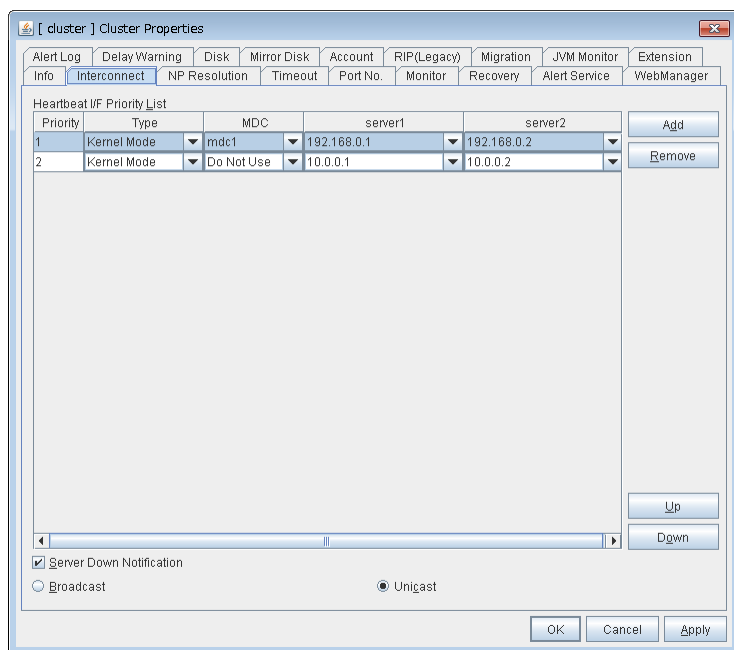 [ cluster ] Cluster Properties
Alert Log Delay Warning Disk Mirror Disk Account RIP(Legacy) Migration JVM Monitor Extension
Info Interconnect NP Resolution Timeout Port No. Monitor Recovery Alert Service WebManager
Heartbeat I/F Priority List
Priority Type MDC server1 server2
Add
1 Kernel Mode mdc1 192.168.0.1 192.168.0.2
2 Kernel Mode Do Not Use 10.0.0.1 10.0.0.2
Remove
Up
Down
Server Down Notification
Broadcast Unicast
OK Cancel Apply